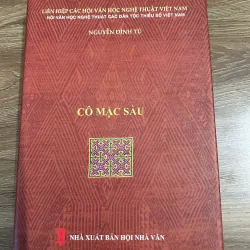 LIÊN HIỆP CÁC HỘI VĂN HỌC NGHỆ THUẬT VIỆT NAM
HỘI VĂN HỌC NGHỆ THUẬT CÁC DÂN TỘC THIỂU SỐ VIỆT NAM
NGUYỄN ĐÌNH TÚ
CÔ MẶC SẦU
NHÀ XUẤT BẢN HỘI NHÀ VĂN